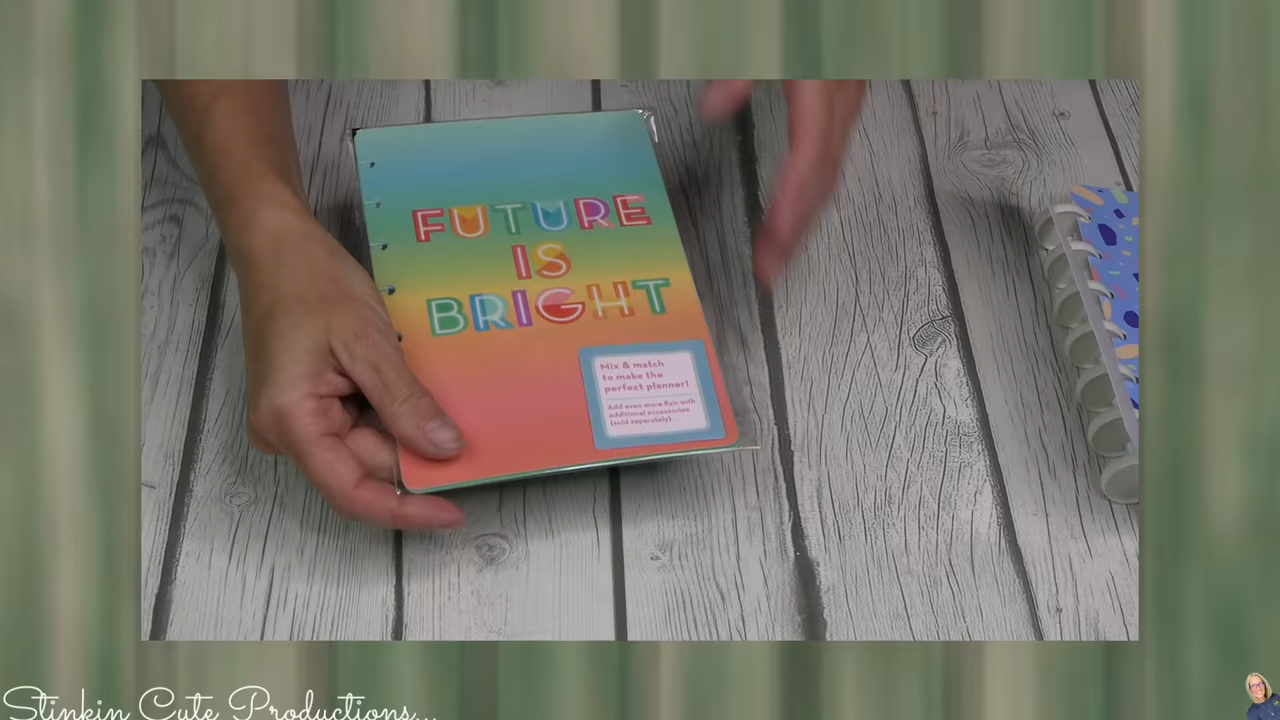 FUTURE
IS
BRIGHT
Mix & match
to make the
perfect planner!
Add even more flair with
additional accessories
(sold separately).
Stinkin Cute Productions...